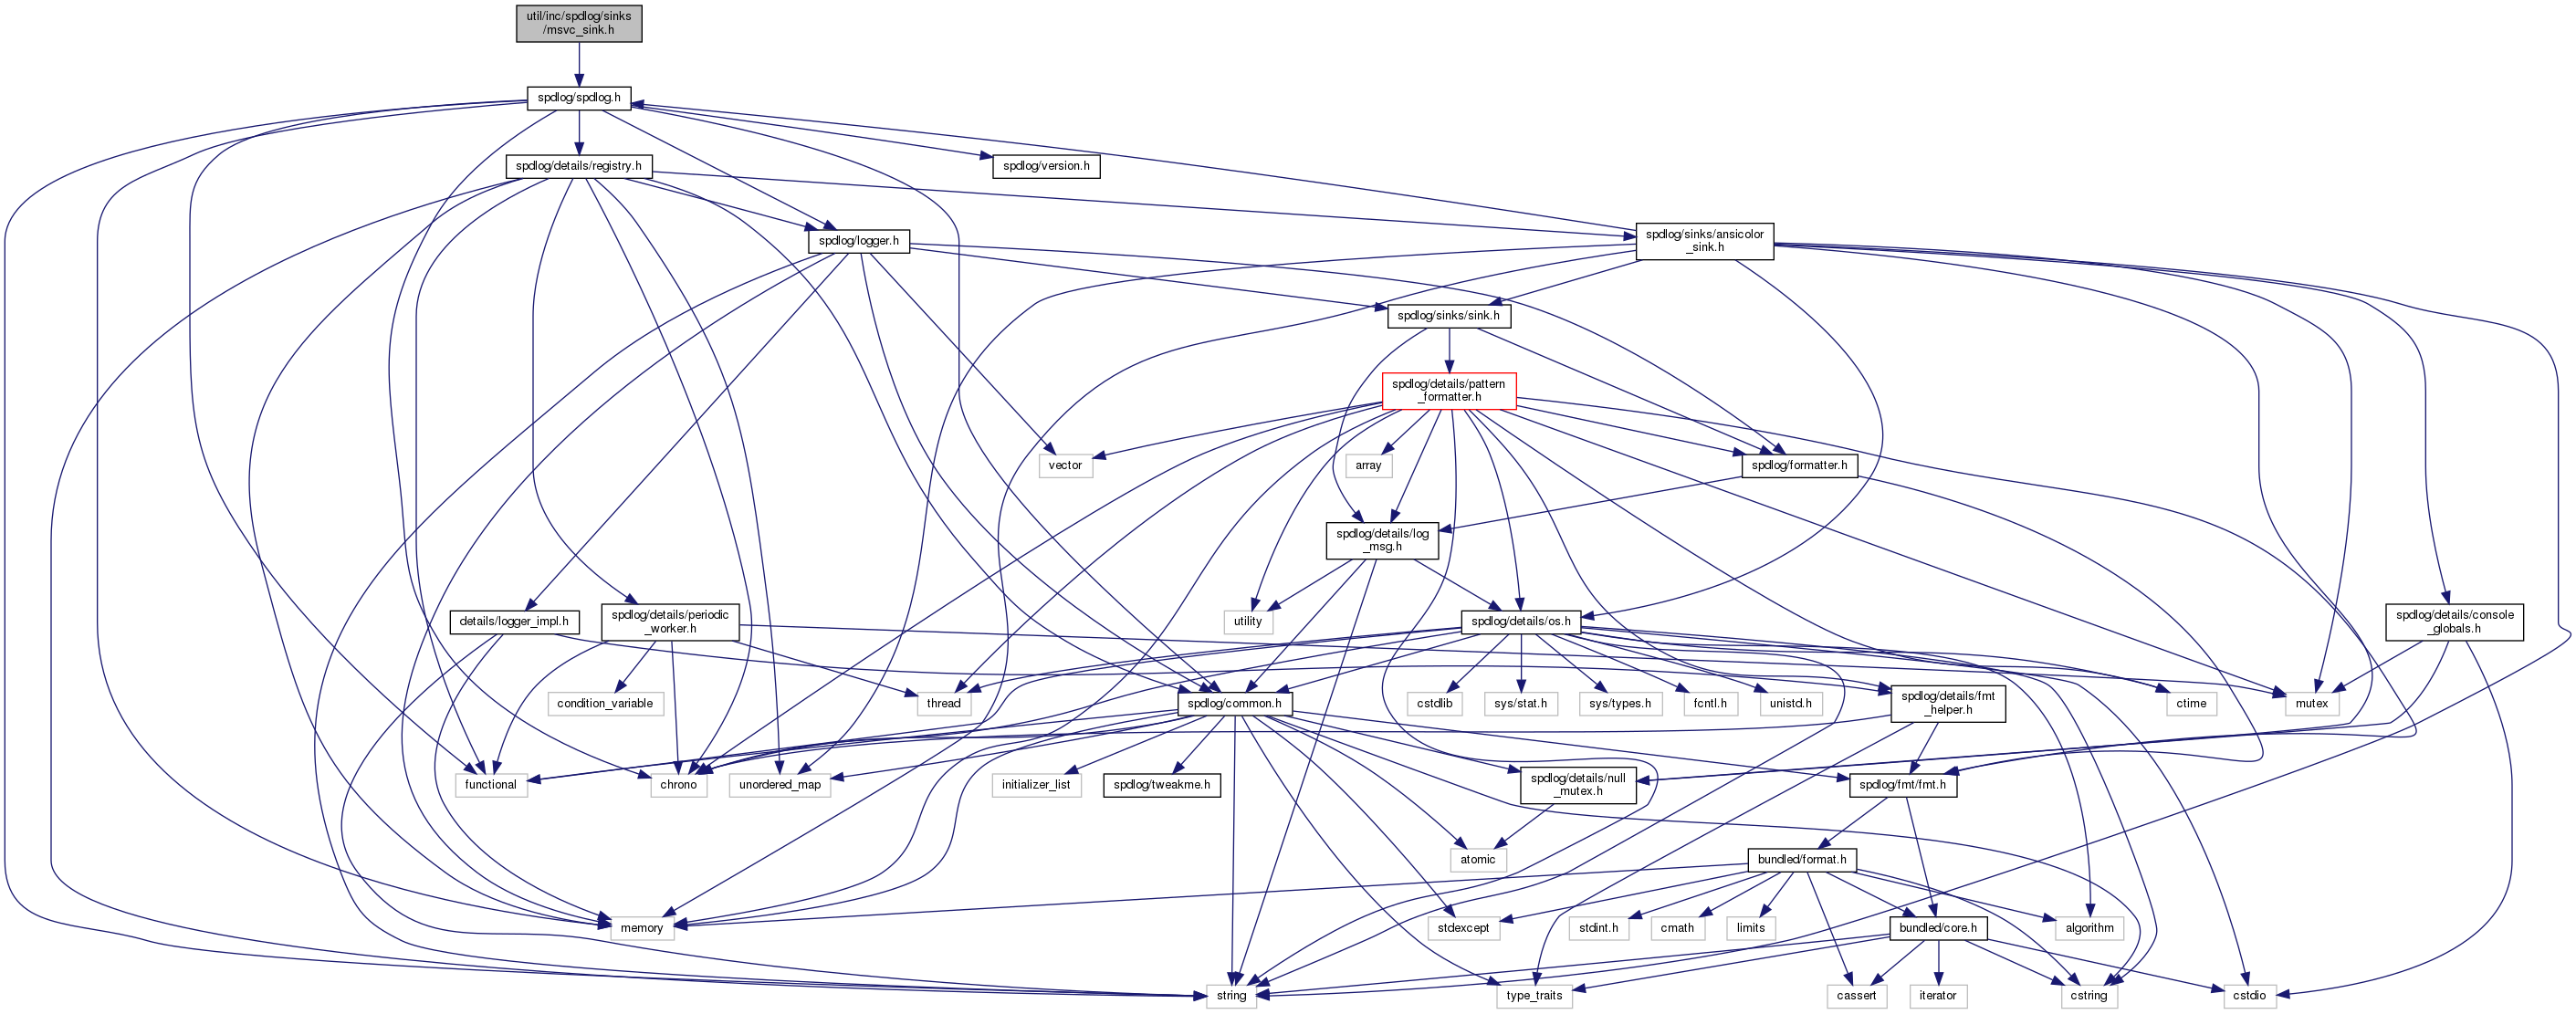 util/inc/spdlog/sinks
/msvc_sink.h
spdlog/spdlog.h
spdlog/details/registry.h
spdlog/version.h
spdlog/logger.h
spdlog/sinks/ansicolor
_sink.h
spdlog/sinks/sink.h
spdlog/details/pattern
_formatter.h
vector
array
spdlog/formatter.h
spdlog/details/log
_msg.h
details/logger_impl.h
spdlog/details/periodic
_worker.h
utility
spdlog/details/os.h
spdlog/details/console
_globals.h
condition_variable
thread
spdlog/common.h
cstdlib
sys/stat.h
sys/types.h
fcntl.h
unistd.h
spdlog/details/fmt
_helper.h
ctime
mutex
functional
chrono
unordered_map
initializer_list
spdlog/tweakme.h
spdlog/details/null
_mutex.h
spdlog/fmt/fmt.h
atomic
bundled/format.h
memory
stdexcept
stdint.h
cmath
limits
bundled/core.h
algorithm
string
type_traits
cassert
iterator
cstring
cstdio